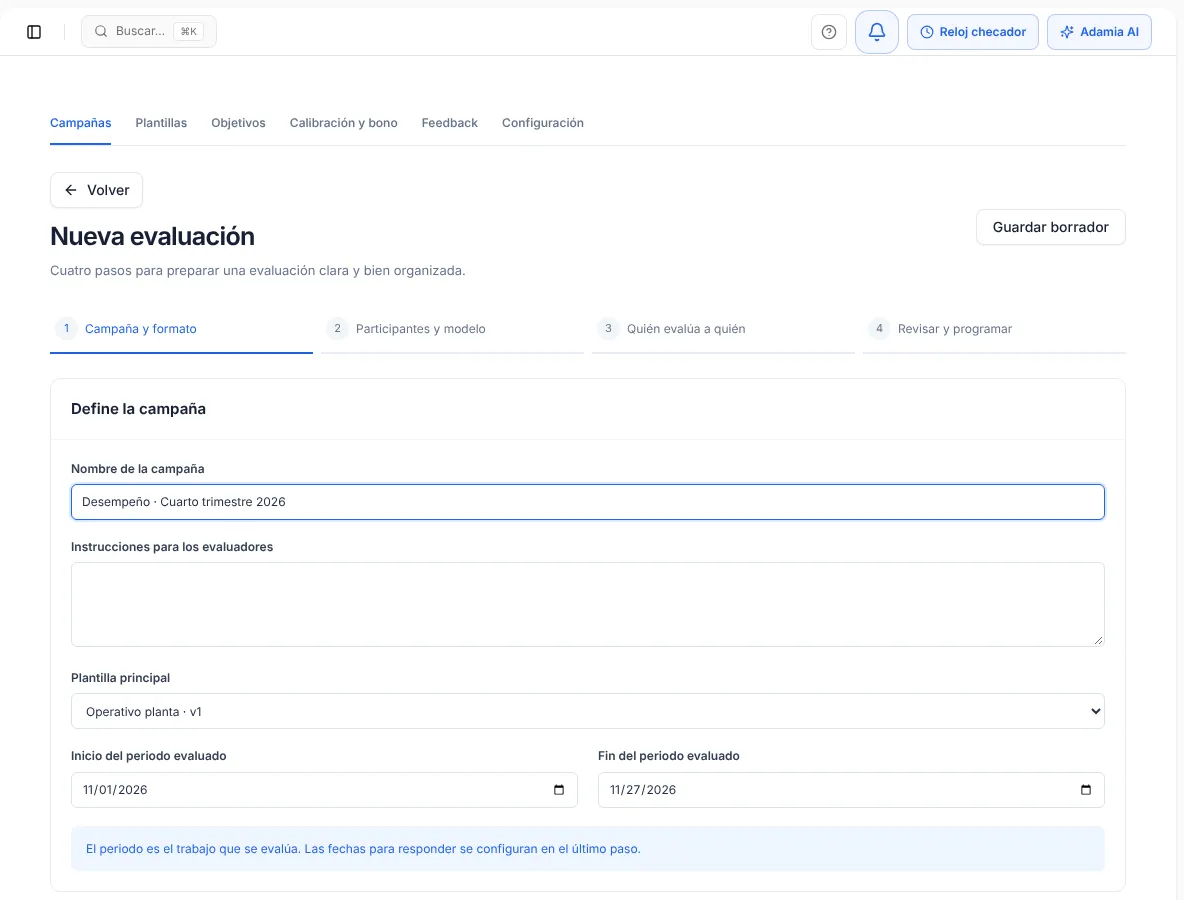 Buscar... ⌘K
Reloj checador
Adamia AI
Campañas Plantillas Objetivos Calibración y bono Feedback Configuración
Volver
Nueva evaluación
Guardar borrador
Cuatro pasos para preparar una evaluación clara y bien organizada.
1 Campaña y formato
2 Participantes y modelo
3 Quién evalúa a quién
4 Revisar y programar
Define la campaña
Nombre de la campaña
Desempeño · Cuarto trimestre 2026
Instrucciones para los evaluadores
Plantilla principal
Operativo planta · v1
Inicio del periodo evaluado
Fin del periodo evaluado
11/01/2026
11/27/2026
El periodo es el trabajo que se evalúa. Las fechas para responder se configuran en el último paso.